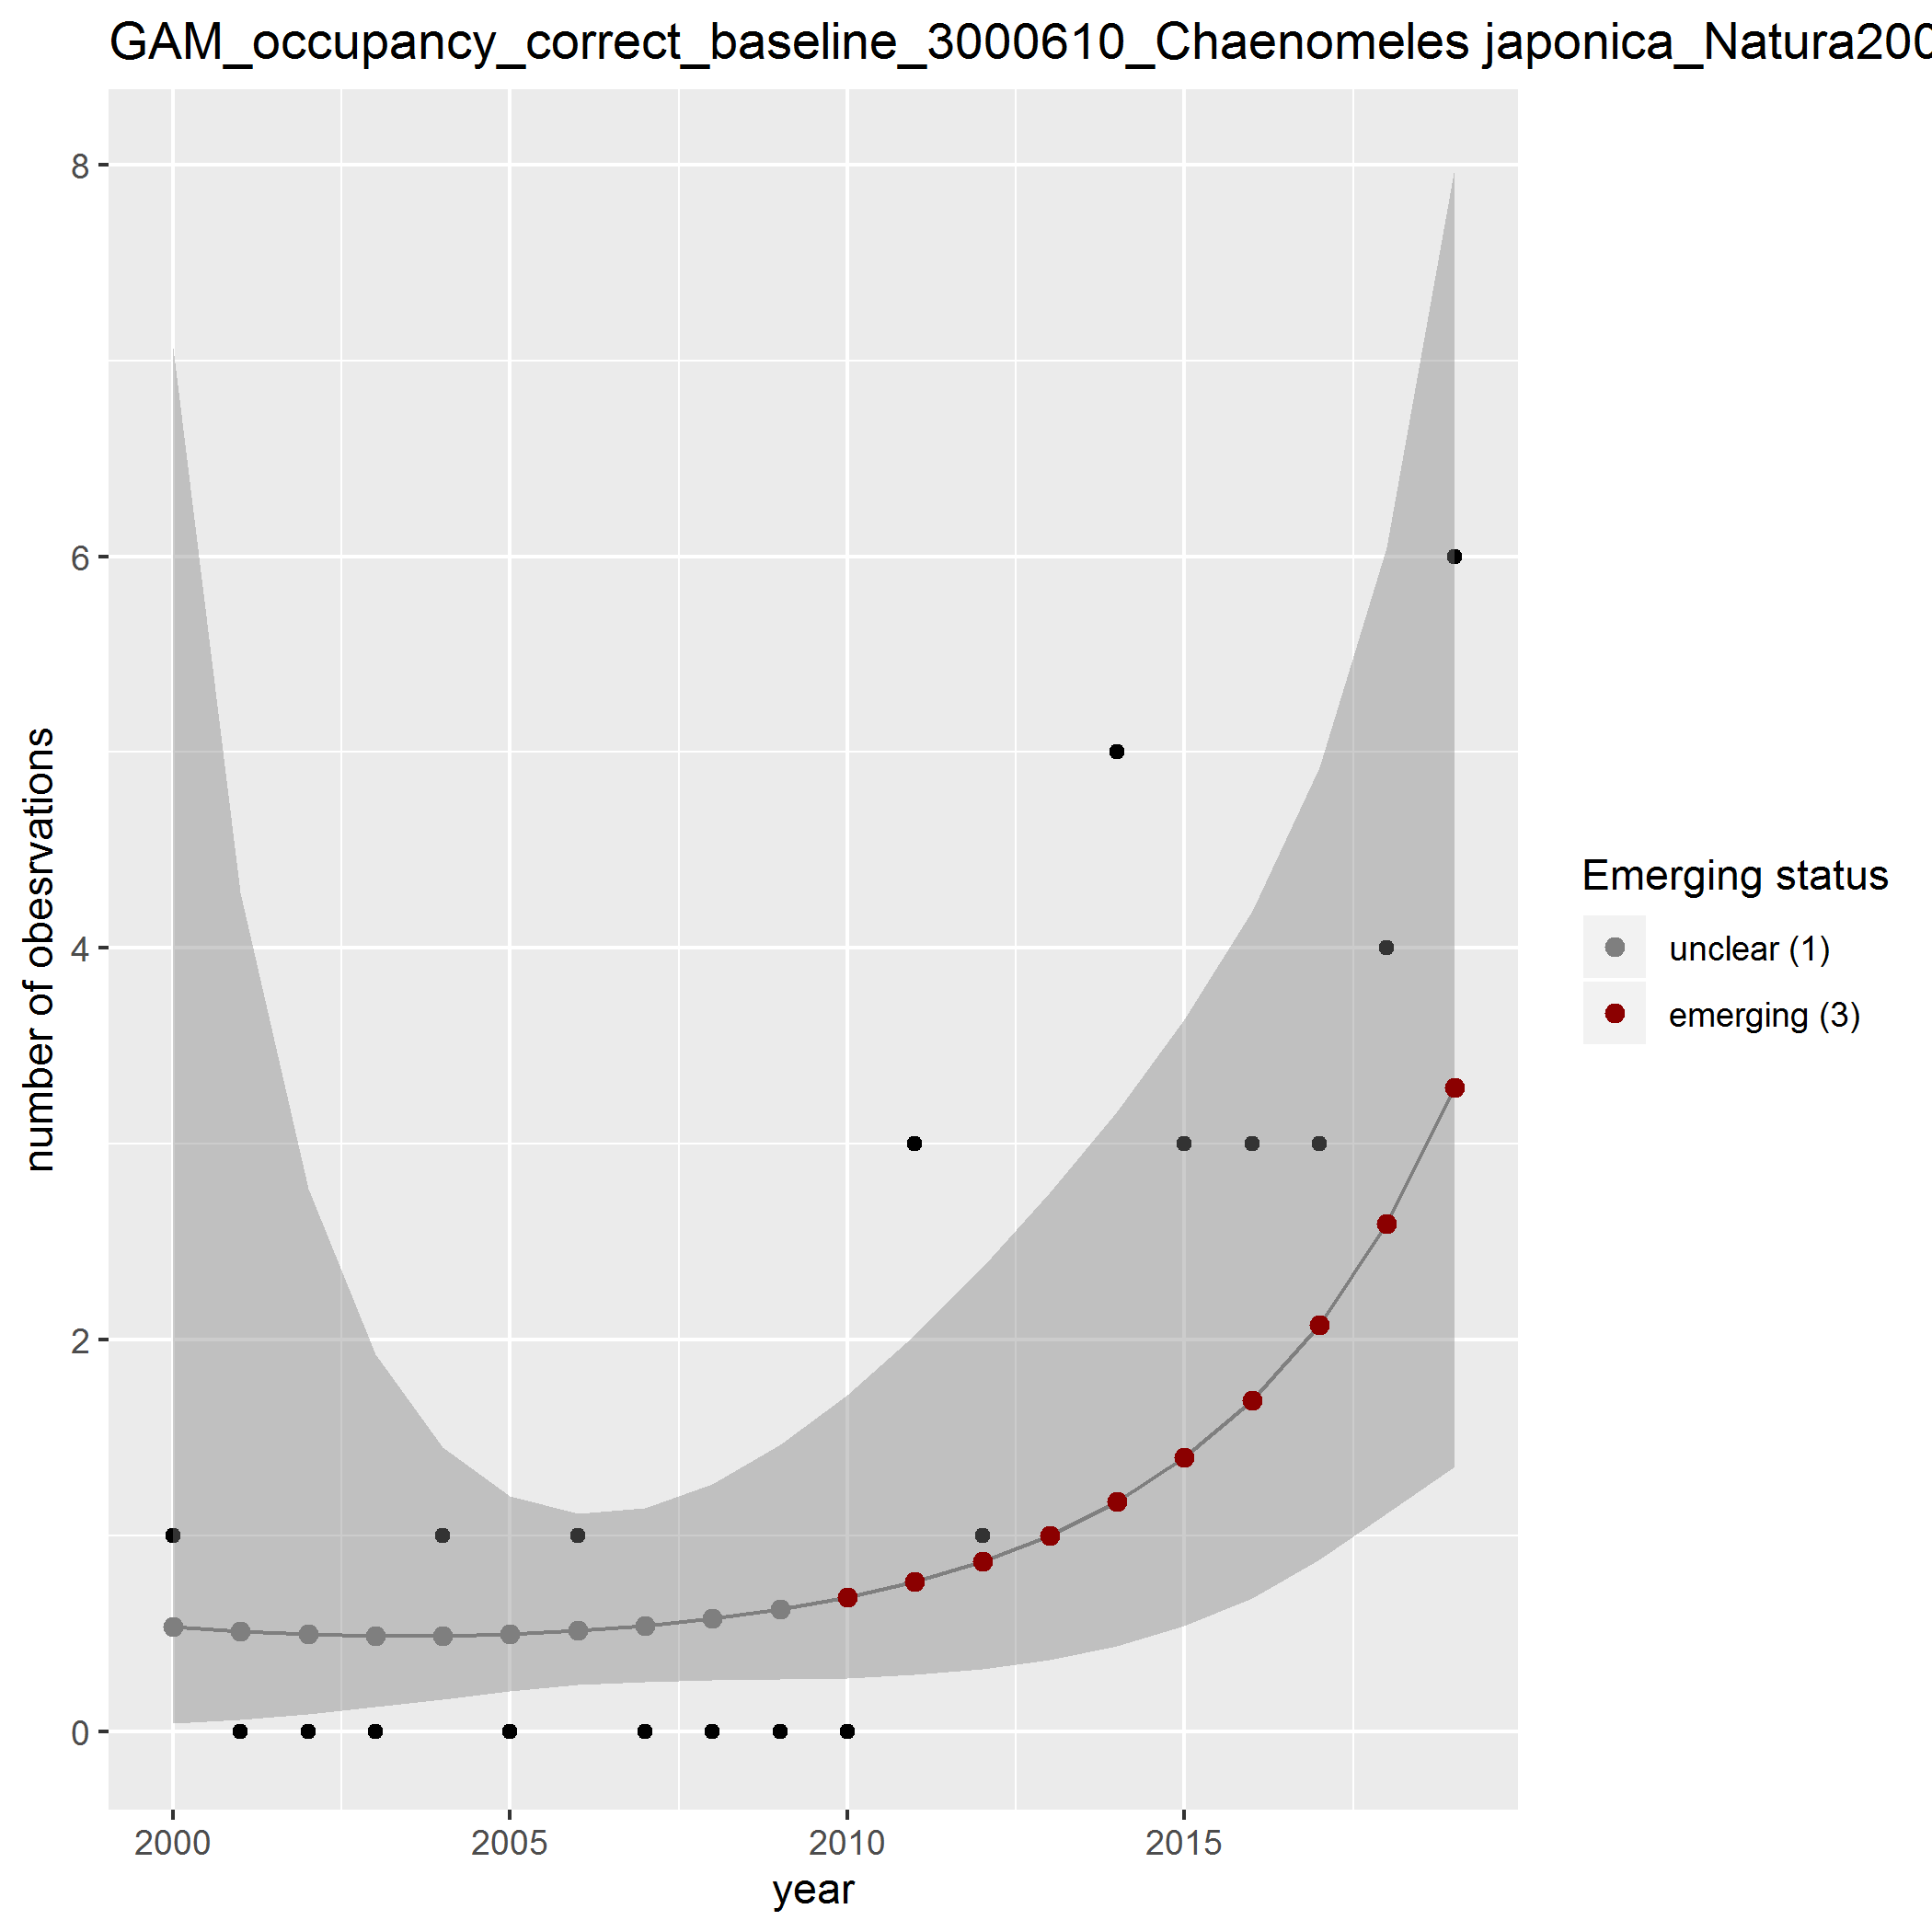 GAM_occupancy_correct_baseline_3000610_Chaenomeles japonica_Natura200
8
6
4
2
0
number of obesrvations
2000
2005
2010
2015
year
Emerging status
unclear (1)
emerging (3)